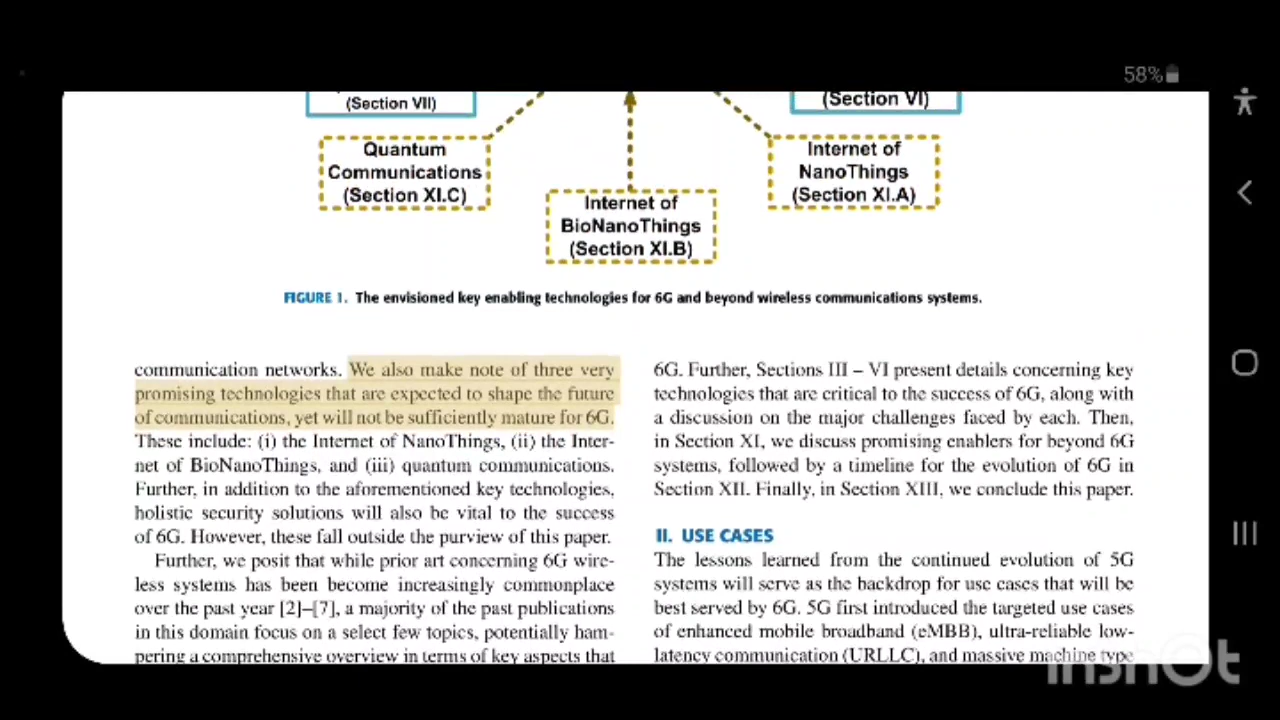 58%
(Section VII)
(Section VI)
Quantum
Communications
(Section XI.C)
Internet of
NanoThings
(Section XI.A)
Internet of
BioNanoThings
(Section XI.B)
FIGURE 1. The envisioned key enabling technologies for 6G and beyond wireless communications systems.
communication networks. We also make note of three very
promising technologies that are expected to shape the future
of communications, yet will not be sufficiently mature for 6G.
These include: (i) the Internet of NanoThings, (ii) the Inter-
net of BioNanoThings, and (iii) quantum communications.
Further, in addition to the aforementioned key technologies,
holistic security solutions will also be vital to the success
of 6G. However, these fall outside the purview of this paper.
Further, we posit that while prior art concerning 6G wire-
less systems has been become increasingly commonplace
over the past year [2]–[7], a majority of the past publications
in this domain focus on a select few topics, potentially ham-
pering a comprehensive overview in terms of key aspects that
6G. Further, Sections III – VI present details concerning key
technologies that are critical to the success of 6G, along with
a discussion on the major challenges faced by each. Then,
in Section XI, we discuss promising enablers for beyond 6G
systems, followed by a timeline for the evolution of 6G in
Section XII. Finally, in Section XIII, we conclude this paper.
II. USE CASES
The lessons learned from the continued evolution of 5G
systems will serve as the backdrop for use cases that will be
best served by 6G. 5G first introduced the targeted use cases
of enhanced mobile broadband (eMBB), ultra-reliable low-
latency communication (URLLC), and massive machine type
InShOt